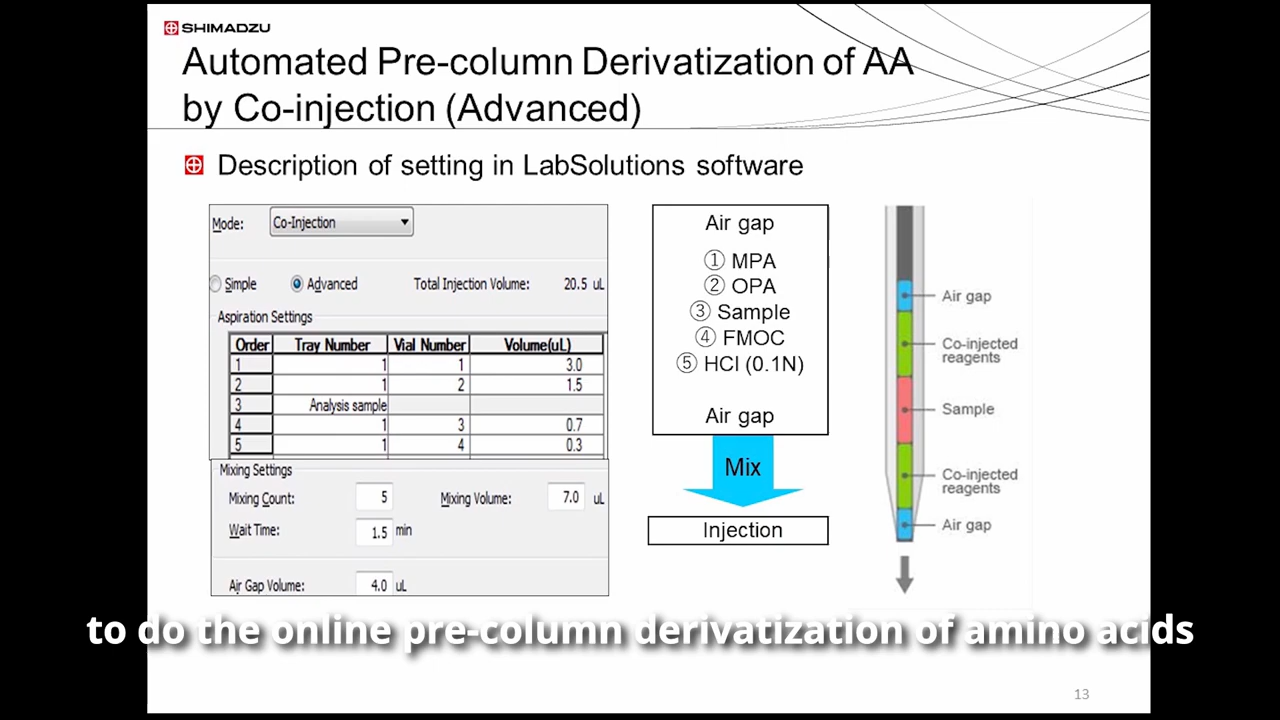 SHIMADZU
Automated Pre-column Derivatization of AA
by Co-injection (Advanced)
Description of setting in LabSolutions software
Mode: Co-Injection
Simple Advanced Total Injection Volume: 20.5 uL
Aspiration Settings
Order Tray Number Vial Number Volume(uL)
1 1 1 3.0
2 1 2 1.5
3 Analysis sample
4 1 3 0.7
5 1 4 0.3
Mixing Settings
Mixing Count: 5 Mixing Volume: 7.0 uL
Wait Time: 1.5 min
Air Gap Volume: 4.0 uL
Air gap
① MPA
② OPA
③ Sample
④ FMOC
⑤ HCl (0.1N)
Air gap
Mix
Injection
Air gap
Co-injected
reagents
Sample
Co-injected
reagents
Air gap
to do the online pre-column derivatization of amino acids
13